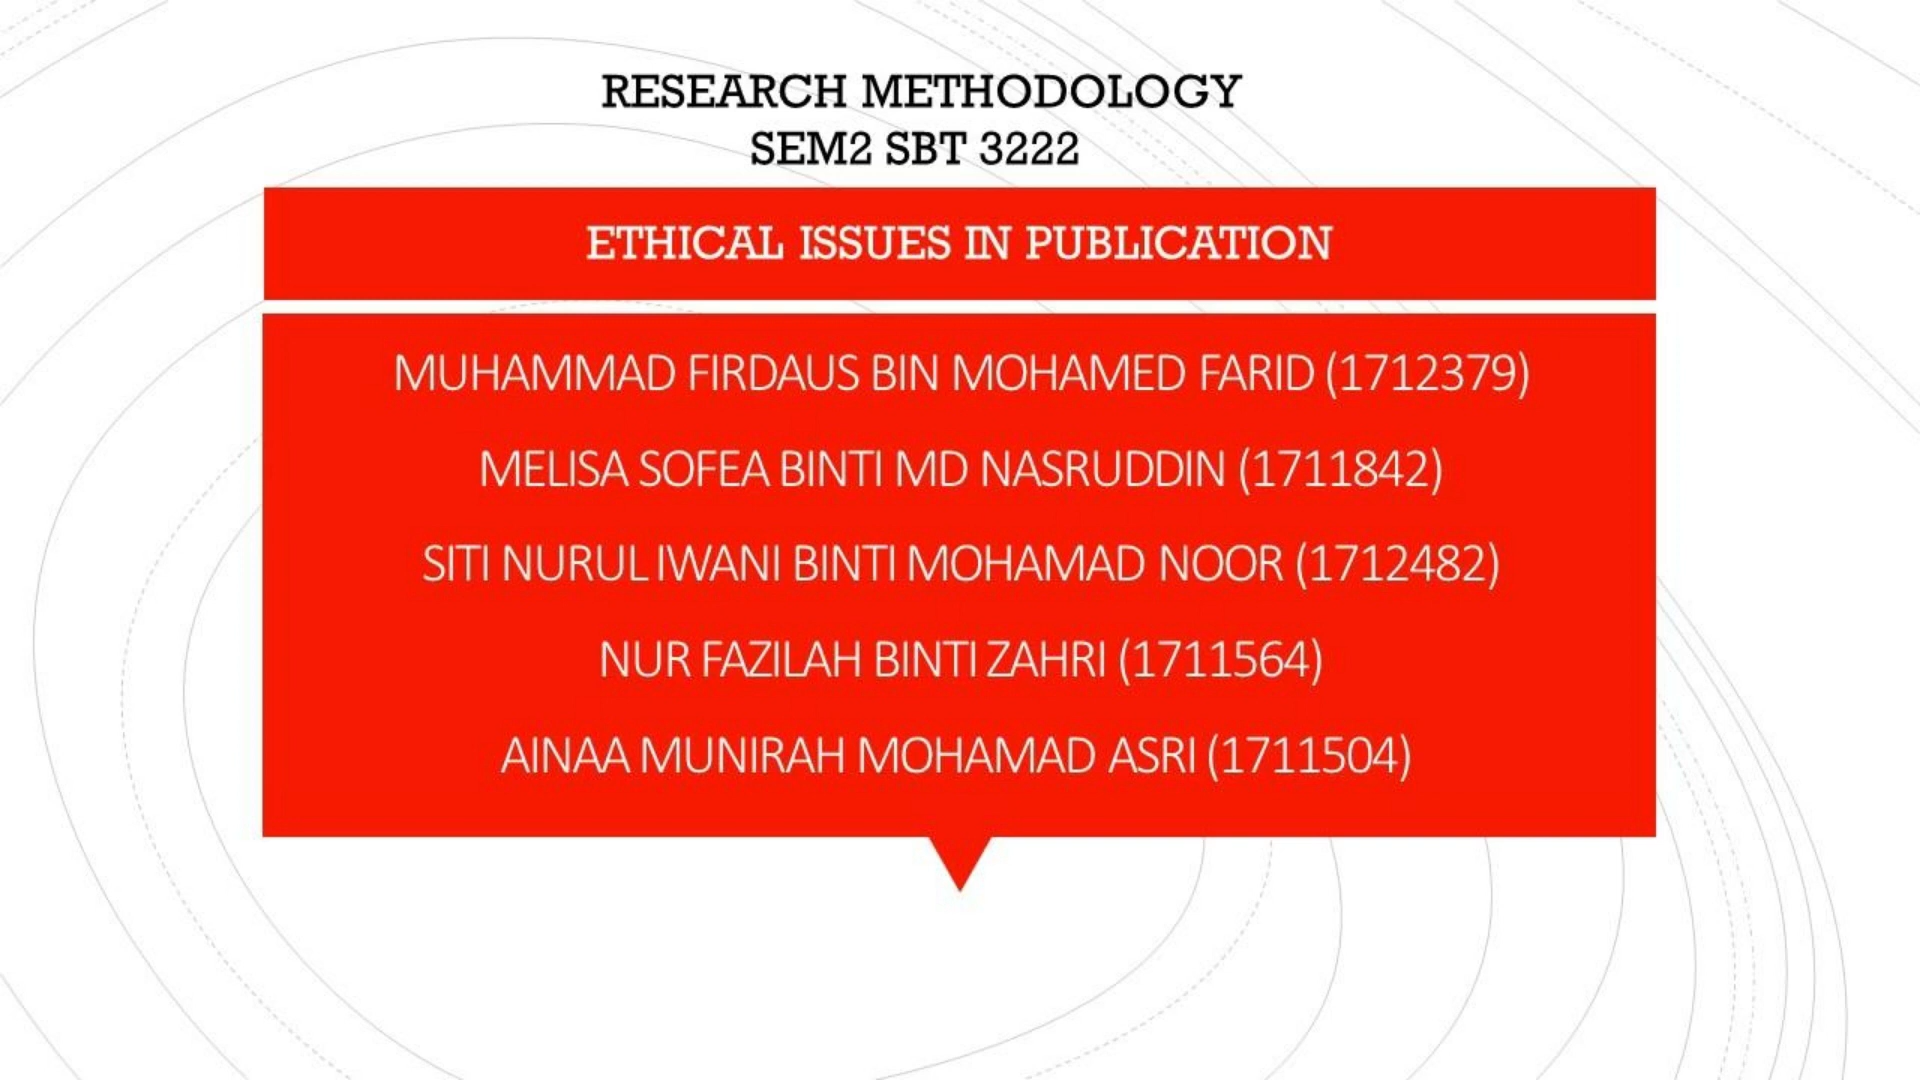 RESEARCH METHODOLOGY
SEM2 SBT 3222
ETHICAL ISSUES IN PUBLICATION
MUHAMMAD FIRDAUS BIN MOHAMED FARID (1712379)
MELISA SOFEA BINTI MD NASRUDDIN (1711842)
SITI NURUL IWANI BINTI MOHAMAD NOOR (1712482)
NUR FAZILAH BINTI ZAHRI (1711564)
AINAA MUNIRAH MOHAMAD ASRI (1711504)